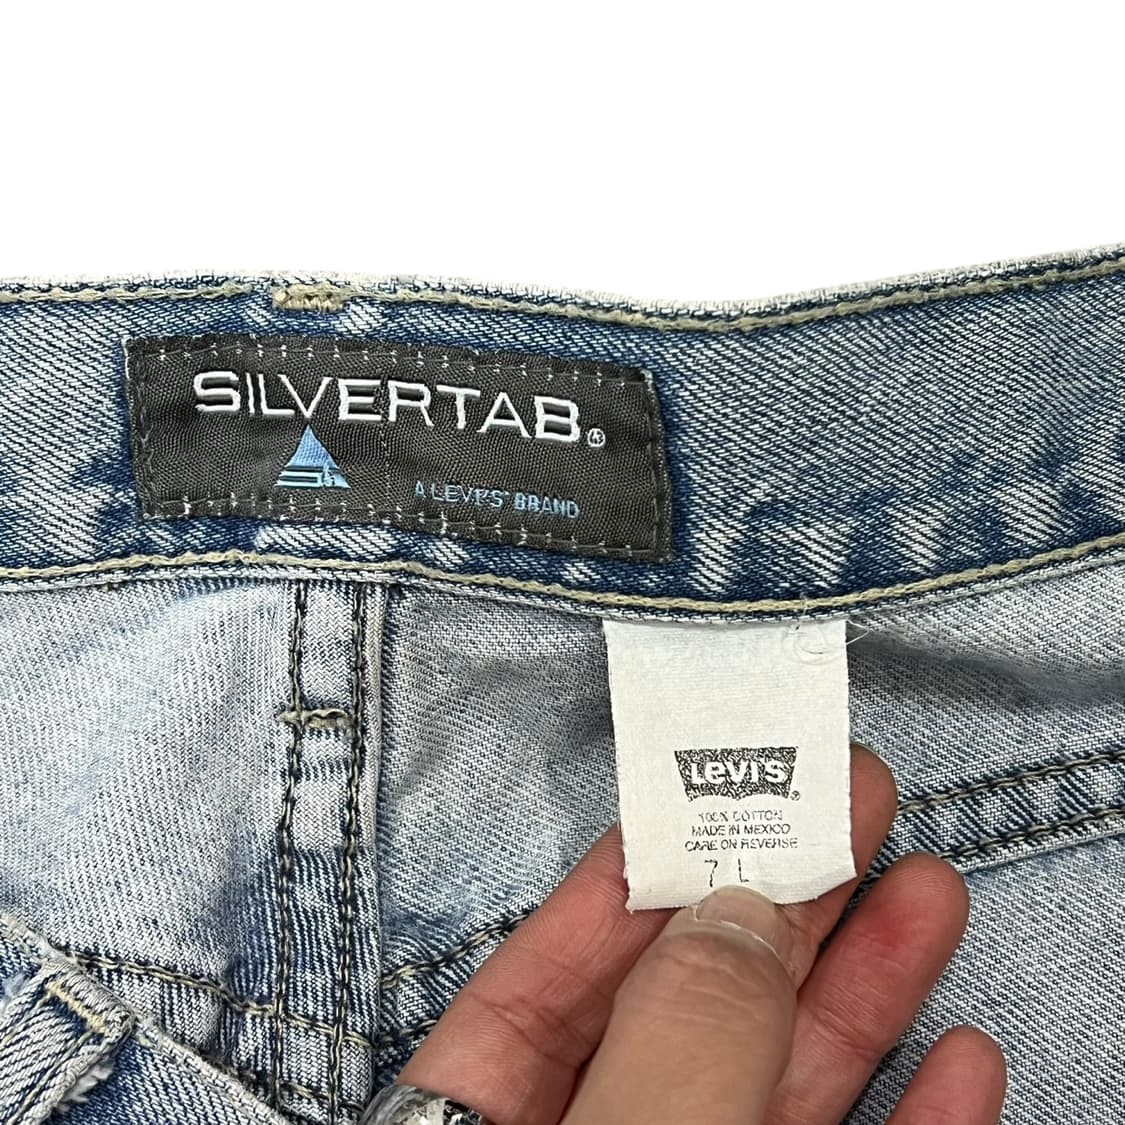 SILVERTAB®
A LEVI'S® BRAND
LEVI'S®
100% COTTON
MADE IN MEXICO
CARE ON REVERSE
7 L